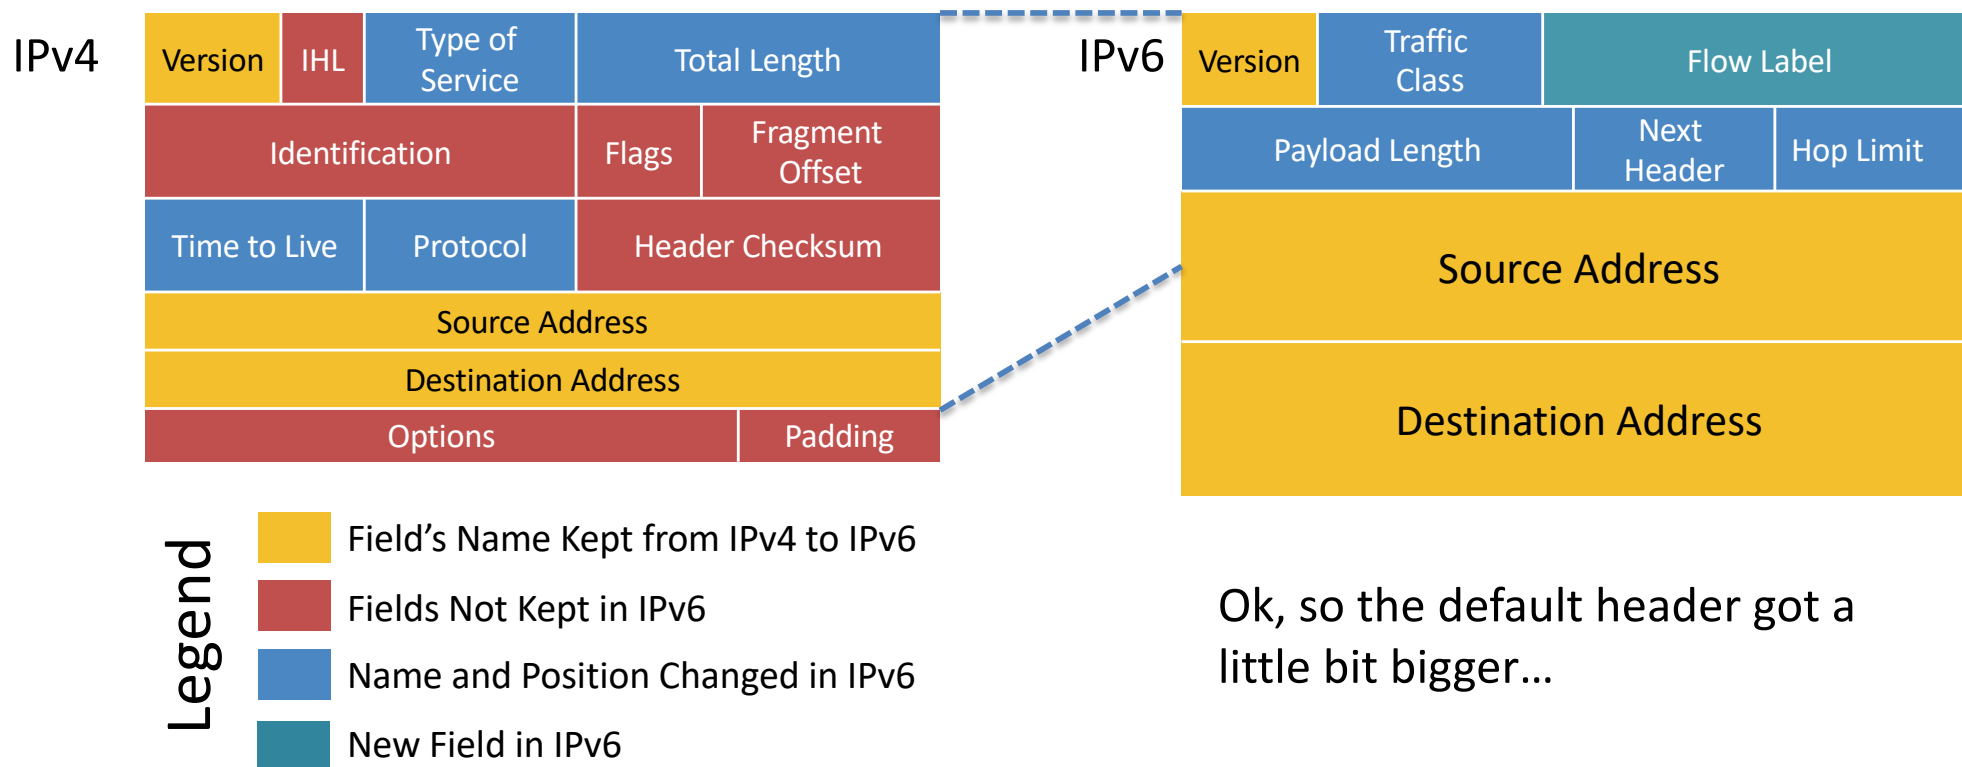 IPv4
Version
IHL
Type of
Service
Total Length
Identification
Flags
Fragment
Offset
Time to Live
Protocol
Header Checksum
Source Address
Destination Address
Options
Padding
IPv6
Version
Traffic
Class
Flow Label
Payload Length
Next
Header
Hop Limit
Source Address
Destination Address
Legend
Field’s Name Kept from IPv4 to IPv6
Fields Not Kept in IPv6
Name and Position Changed in IPv6
New Field in IPv6
Ok, so the default header got a
little bit bigger…